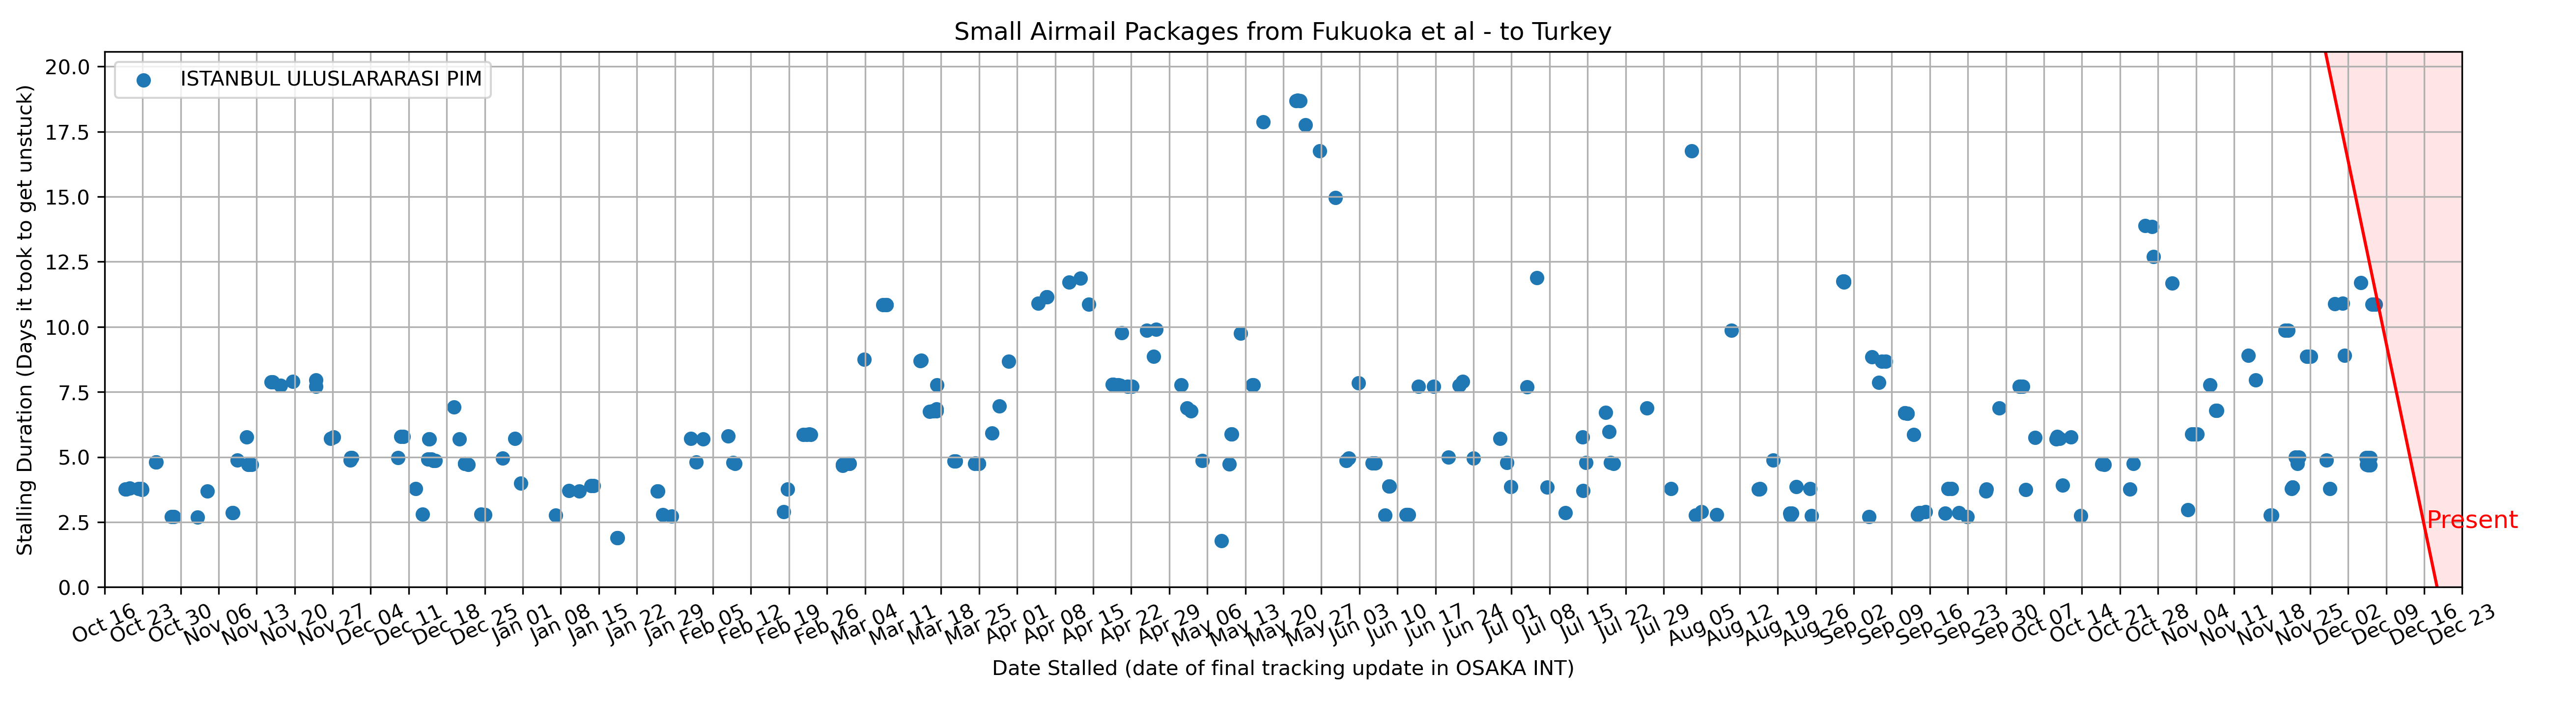 Small Airmail Packages from Fukuoka et al - to Turkey
ISTANBUL ULUSLARARASI PIM
Stalling Duration (Days it took to get unstuck)
20.0
17.5
15.0
12.5
10.0
7.5
5.0
2.5
0.0
Present
Oct 16
Oct 23
Oct 30
Nov 06
Nov 13
Nov 20
Nov 27
Dec 04
Dec 11
Dec 18
Dec 25
Jan 01
Jan 08
Jan 15
Jan 22
Jan 29
Feb 05
Feb 12
Feb 19
Feb 26
Mar 04
Mar 11
Mar 18
Mar 25
Apr 01
Apr 08
Apr 15
Apr 22
Apr 29
May 06
May 13
May 20
May 27
Jun 03
Jun 10
Jun 17
Jun 24
Jul 01
Jul 08
Jul 15
Jul 22
Jul 29
Aug 05
Aug 12
Aug 19
Aug 26
Sep 02
Sep 09
Sep 16
Sep 23
Sep 30
Oct 07
Oct 14
Oct 21
Oct 28
Nov 04
Nov 11
Nov 18
Nov 25
Dec 02
Dec 09
Dec 16
Dec 23
Date Stalled (date of final tracking update in OSAKA INT)